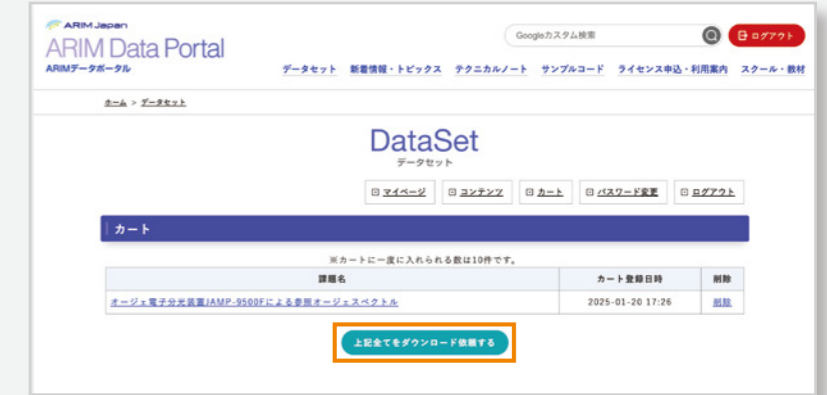 ARIM Japan
ARIM Data Portal
ARIMデータポータル
Googleカスタム検索
ログアウト
データセット 新着情報・トピックス テクニカルノート サンプルコード ライセンス申込・利用案内 スクール・教材
ホーム > データセット
DataSet
データセット
マイページ コンテンツ カート パスワード変更 ログアウト
カート
※カートに一度に入れられる数は10件です。
課題名 カート登録日時 削除
オージェ電子分光装置JAMP-9500Fによる参照オージェスペクトル 2025-01-20 17:26 削除
上記全てをダウンロード依頼する